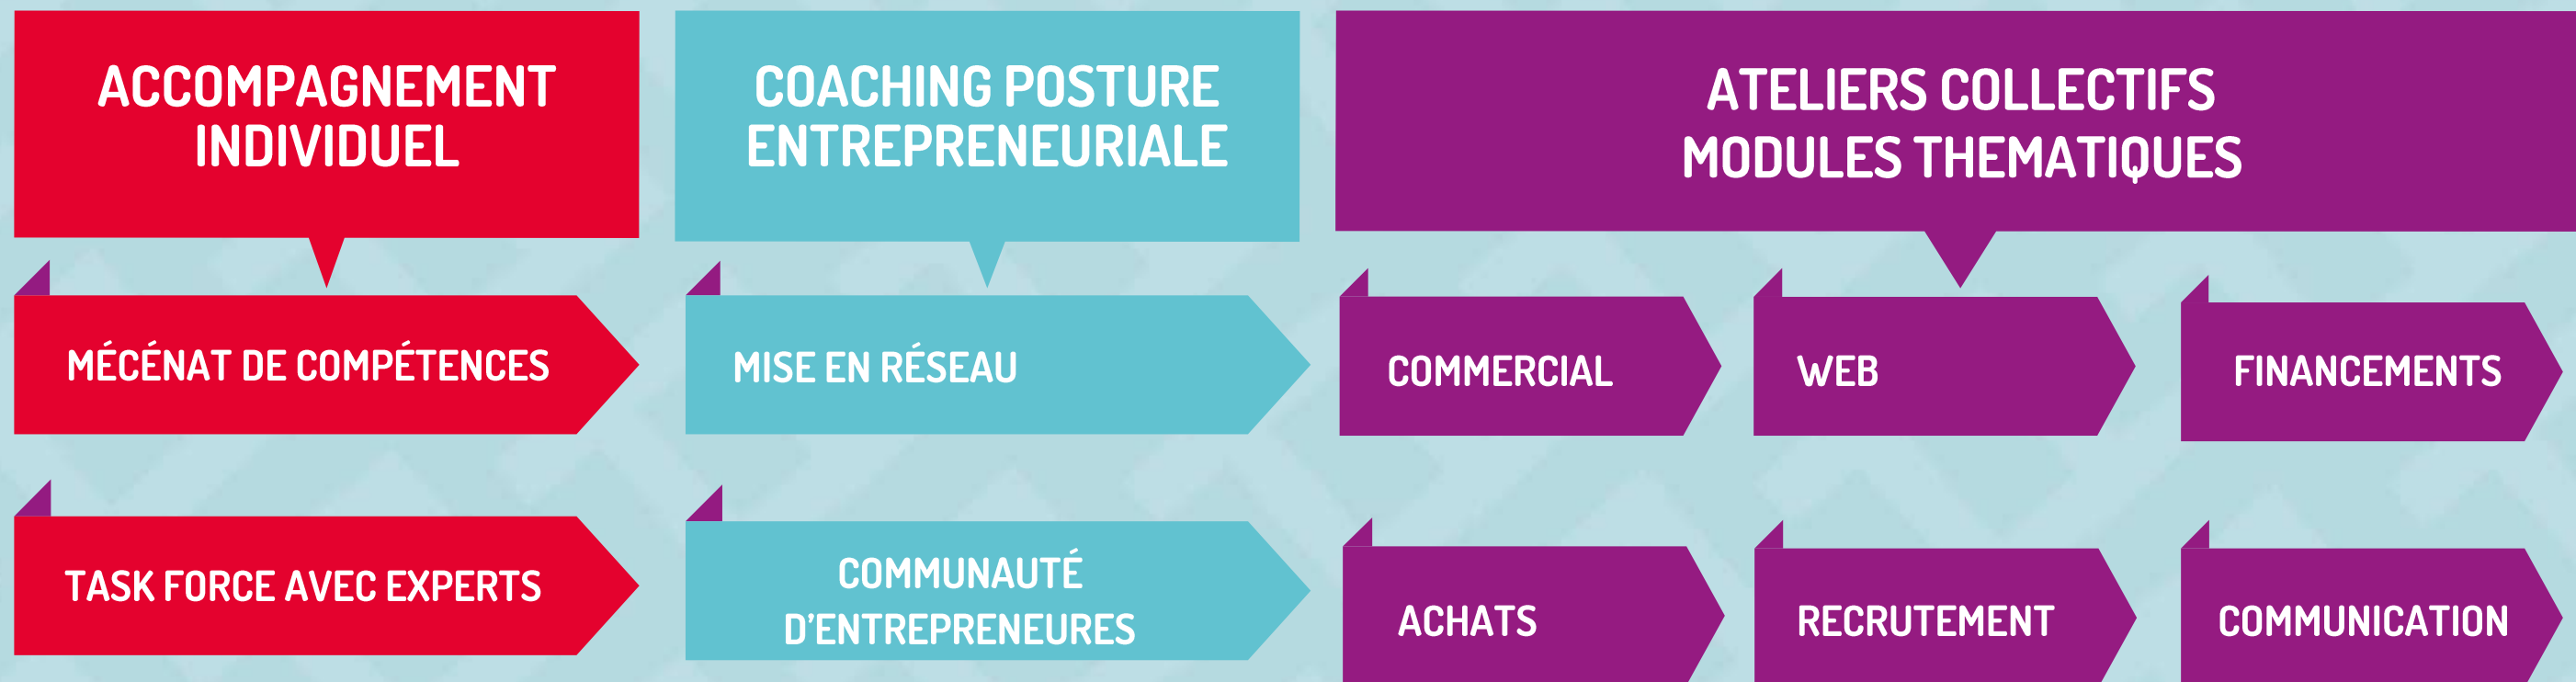 ACCOMPAGNEMENT
INDIVIDUEL
MÉCÉNAT DE COMPÉTENCES
TASK FORCE AVEC EXPERTS
COACHING POSTURE
ENTREPRENEURIALE
MISE EN RÉSEAU
COMMUNAUTÉ
D'ENTREPRENEURES
ATELIERS COLLECTIFS
MODULES THEMATIQUES
COMMERCIAL
WEB
FINANCEMENTS
ACHATS
RECRUTEMENT
COMMUNICATION